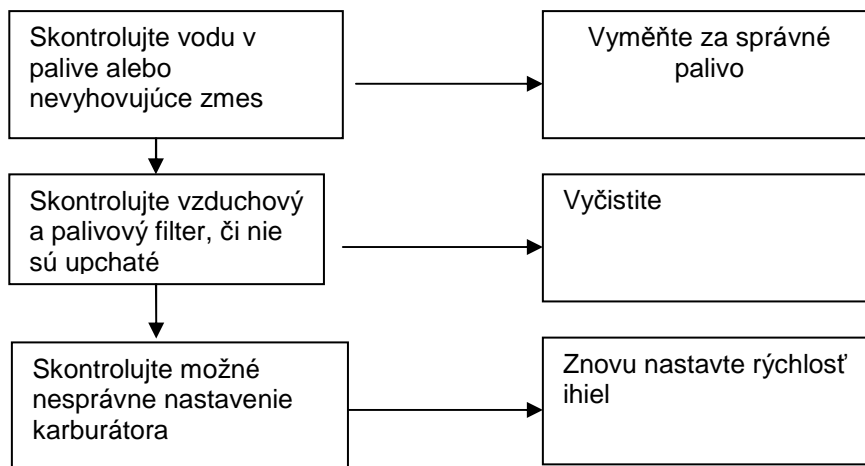 Skontrolujte vodu v
palive alebo
nevyhovujúce zmes
Vyměňte za správné
palivo
Skontrolujte vzduchový
a palivový filter, či nie
sú upchaté
Vyčistite
Skontrolujte možné
nesprávne nastavenie
karburátora
Znovu nastavte rýchlosť
ihiel